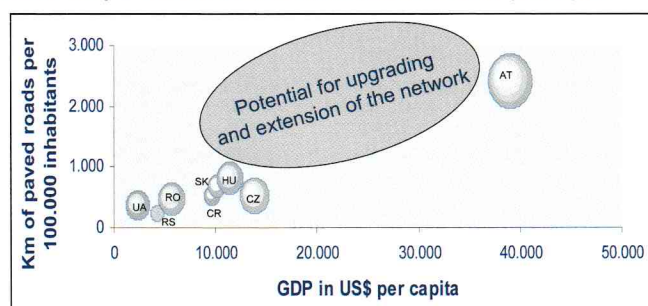 Km of paved roads per
100.000 inhabitants
3.000
2.000
1.000
0
Potential for upgrading
and extension of the network
AT
UA
RS
RO
SK
CR
HU
CZ
0
10.000
20.000
30.000
40.000
50.000
GDP in US$ per capita